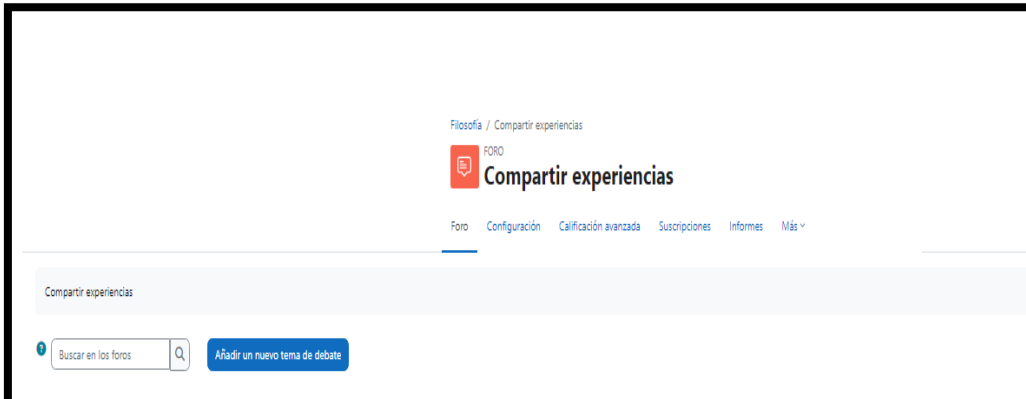 Filosofía / Compartir experiencias
FORO
Compartir experiencias
Foro Configuración Calificación avanzada Suscripciones Informes Más
Compartir experiencias
? Buscar en los foros Añadir un nuevo tema de debate